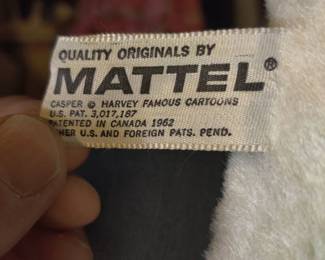 QUALITY ORIGINALS BY
MATTEL®
CASPER © HARVEY FAMOUS CARTOONS
U.S. PAT. 3,017,187
PATENTED IN CANADA 1962
HER U.S. AND FOREIGN PATS. PEND.